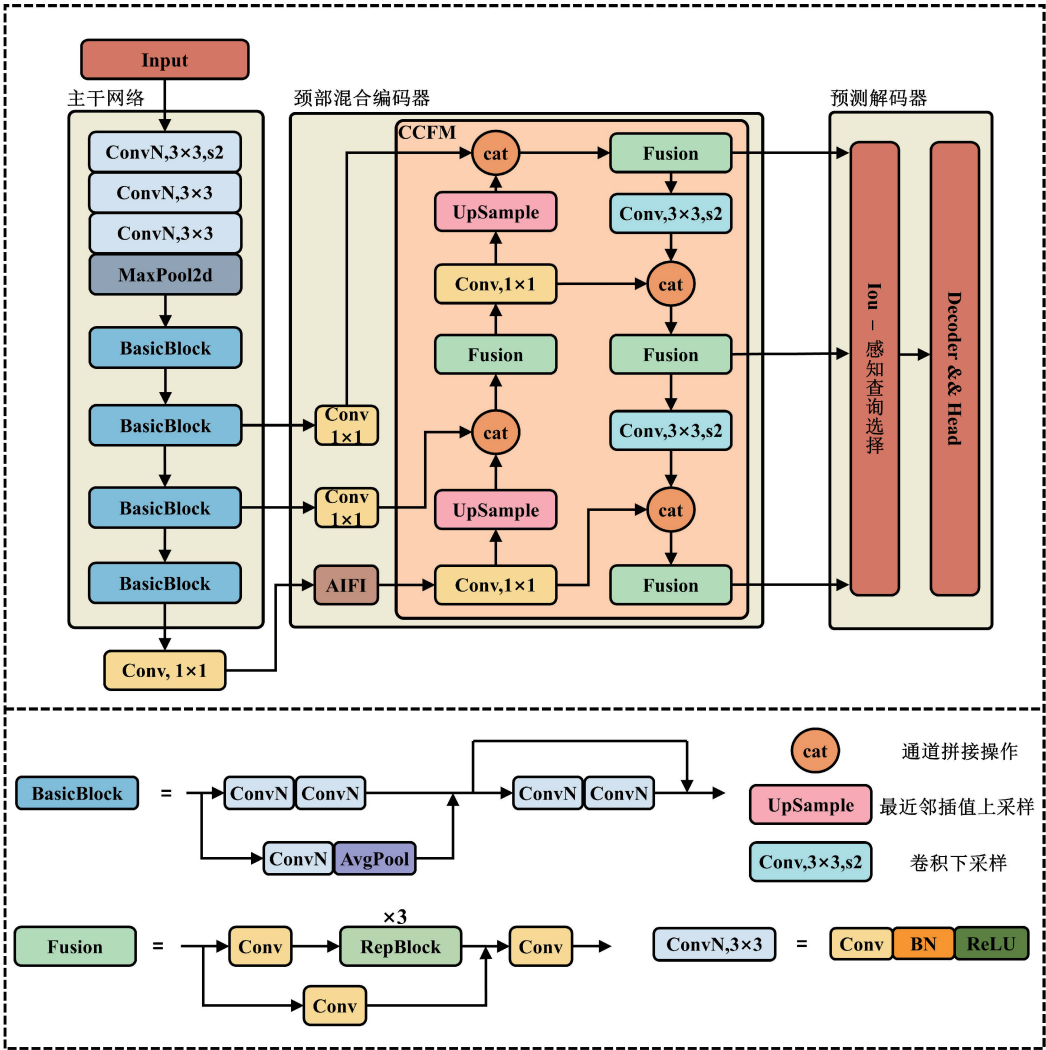 Input
主干网络
ConvN,3×3,s2
ConvN,3×3
ConvN,3×3
MaxPool2d
BasicBlock
BasicBlock
BasicBlock
BasicBlock
Conv, 1×1
颈部混合编码器
CCFM
cat
Fusion
UpSample
Conv,3×3,s2
Conv,1×1
cat
Fusion
Fusion
Conv
1×1
cat
Conv,3×3,s2
Conv
1×1
UpSample
cat
AIFI
Conv,1×1
Fusion
预测解码器
Iou – 感知查询选择
Decoder && Head
BasicBlock
=
ConvN
ConvN
ConvN
ConvN
ConvN
AvgPool
cat
通道拼接操作
UpSample
最近邻插值上采样
Conv,3×3,s2
卷积下采样
Fusion
=
Conv
×3
RepBlock
Conv
Conv
ConvN,3×3
=
Conv
BN
ReLU